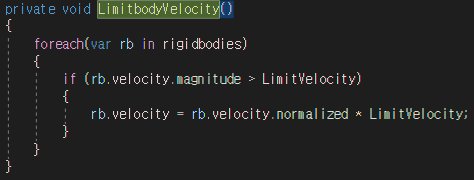 private void LimitbodyVelocity()
{
foreach(var rb in rigidbodies)
{
if (rb.velocity.magnitude > LimitVelocity)
{
rb.velocity = rb.velocity.normalized * LimitVelocity;
}
}
}